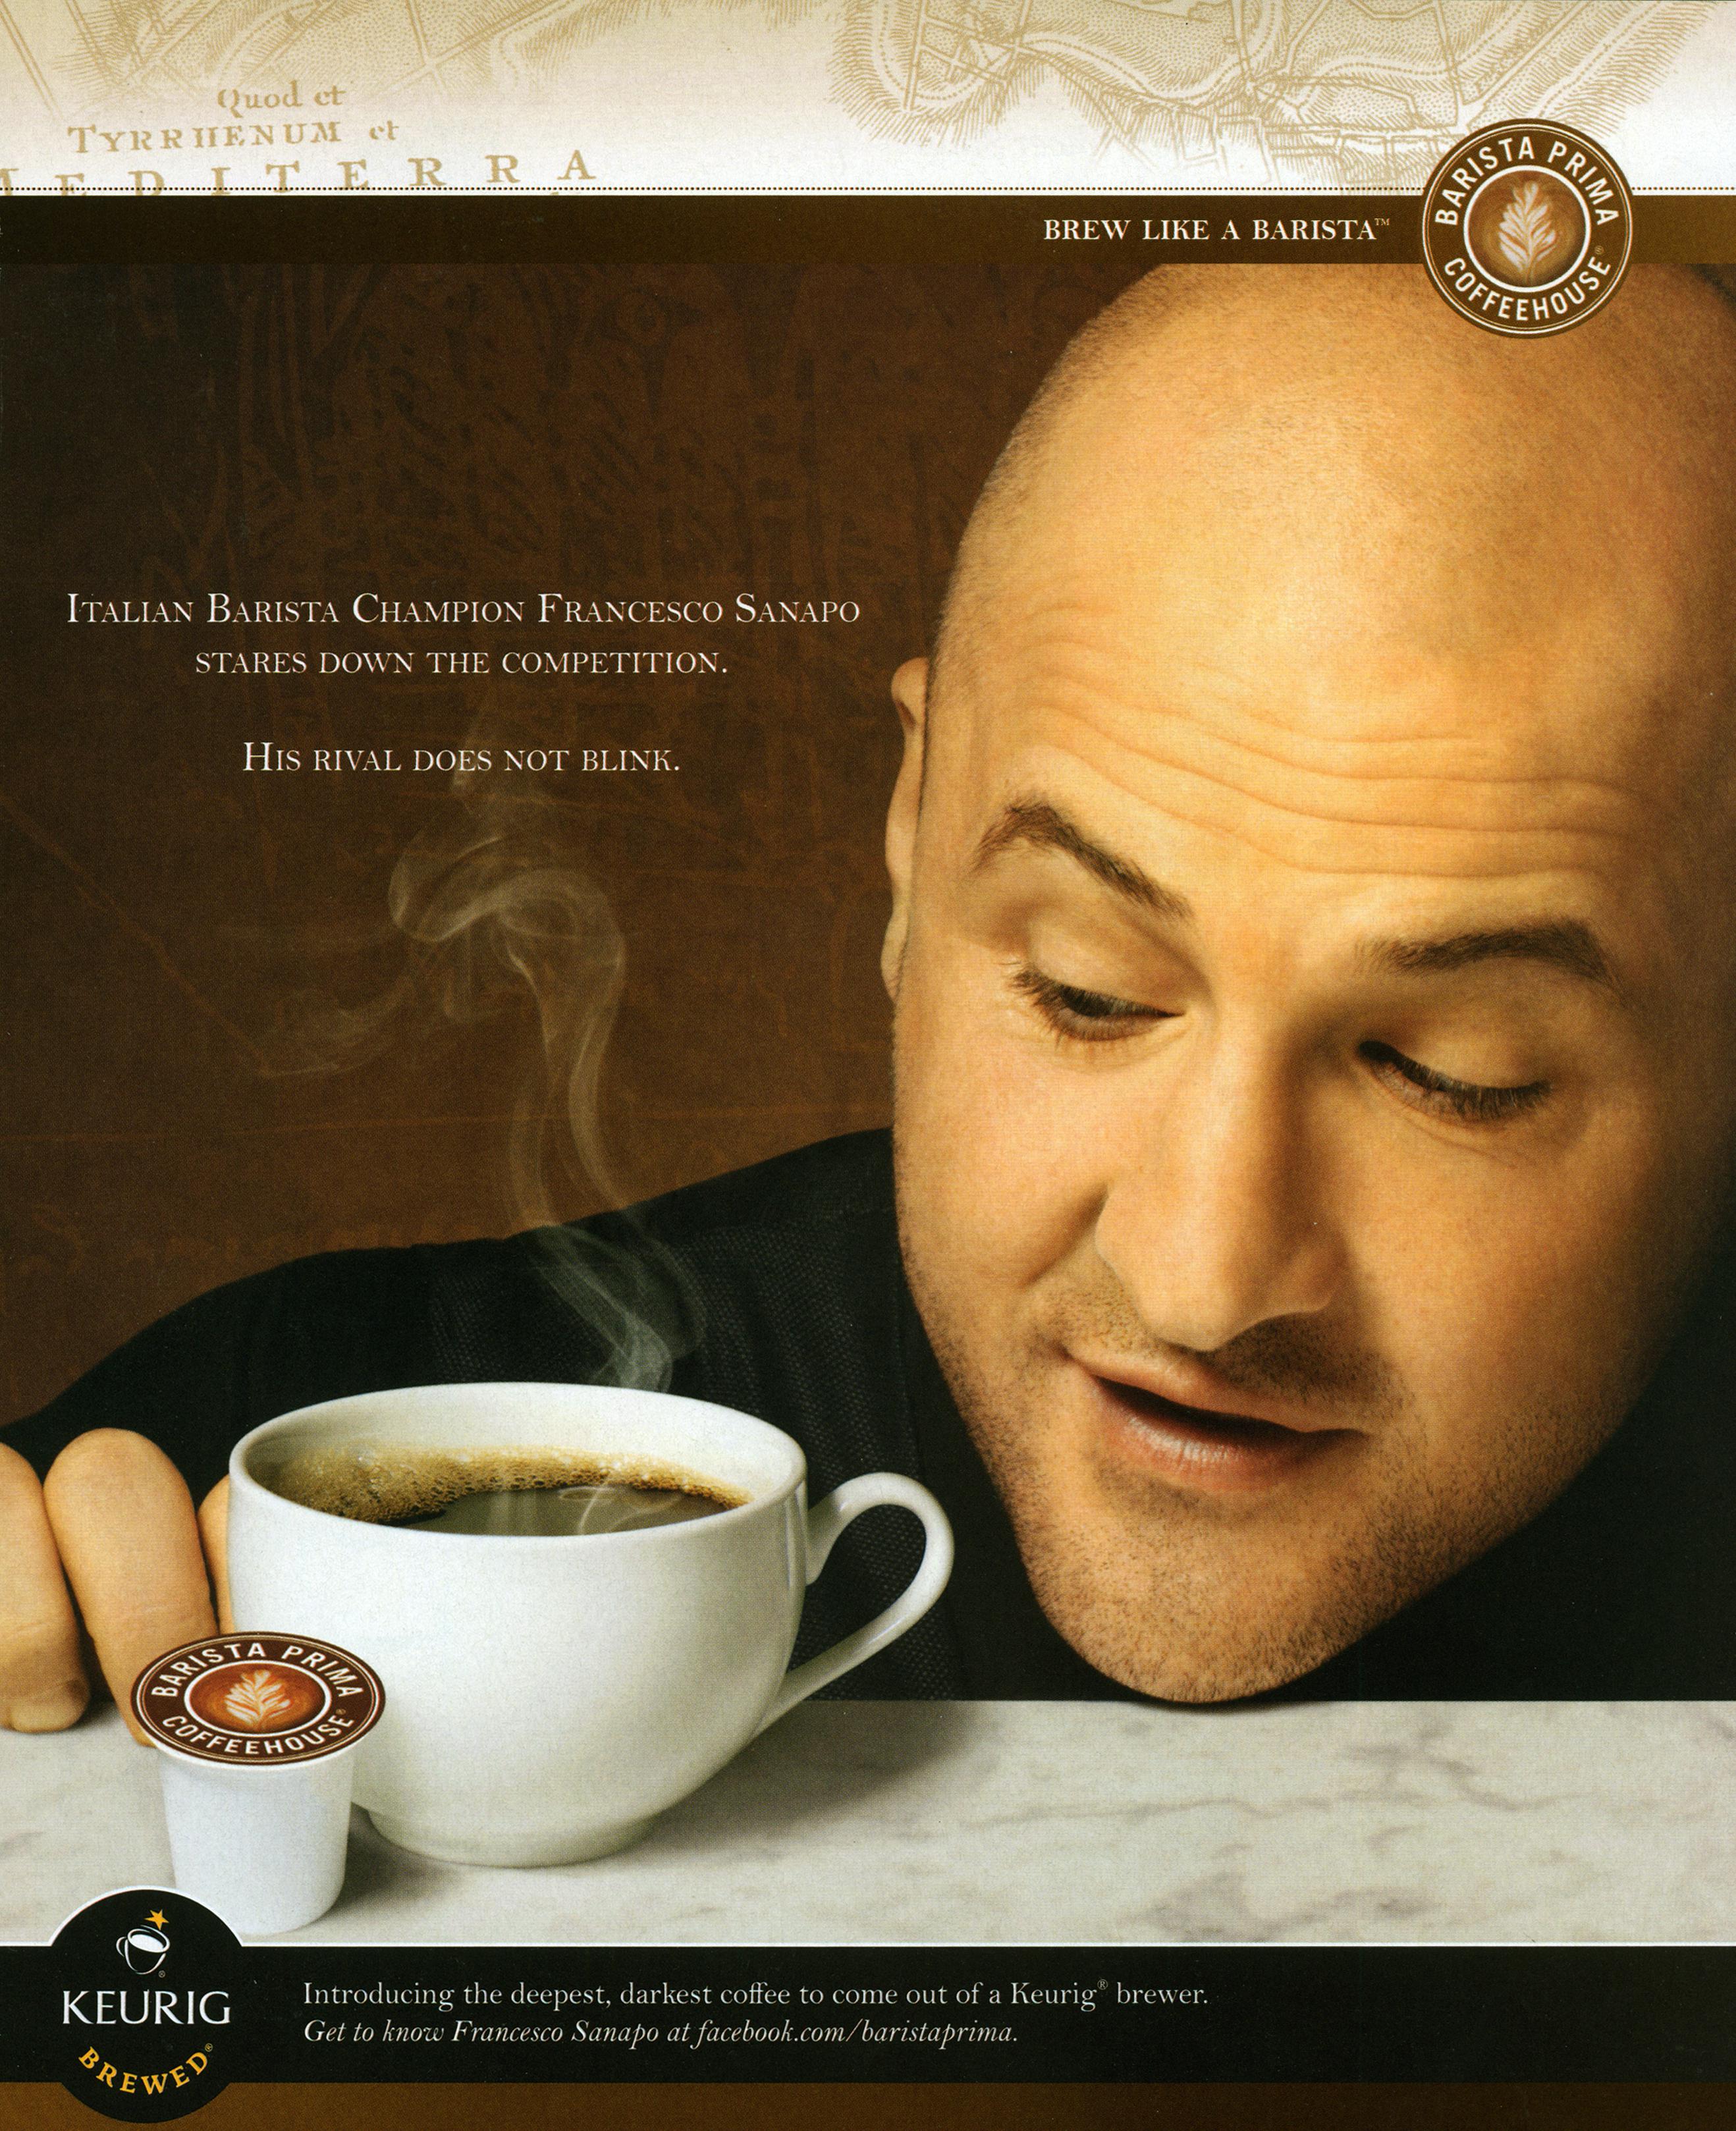 Quod et
TYRRHENUM et
MEDITERRA
BREW LIKE A BARISTA™
BARISTA PRIMA
COFFEEHOUSE®
ITALIAN BARISTA CHAMPION FRANCESCO SANAPO
STARES DOWN THE COMPETITION.
HIS RIVAL DOES NOT BLINK.
BARISTA PRIMA
COFFEEHOUSE®
KEURIG
BREWED®
Introducing the deepest, darkest coffee to come out of a Keurig® brewer.
Get to know Francesco Sanapo at facebook.com/baristaprima.